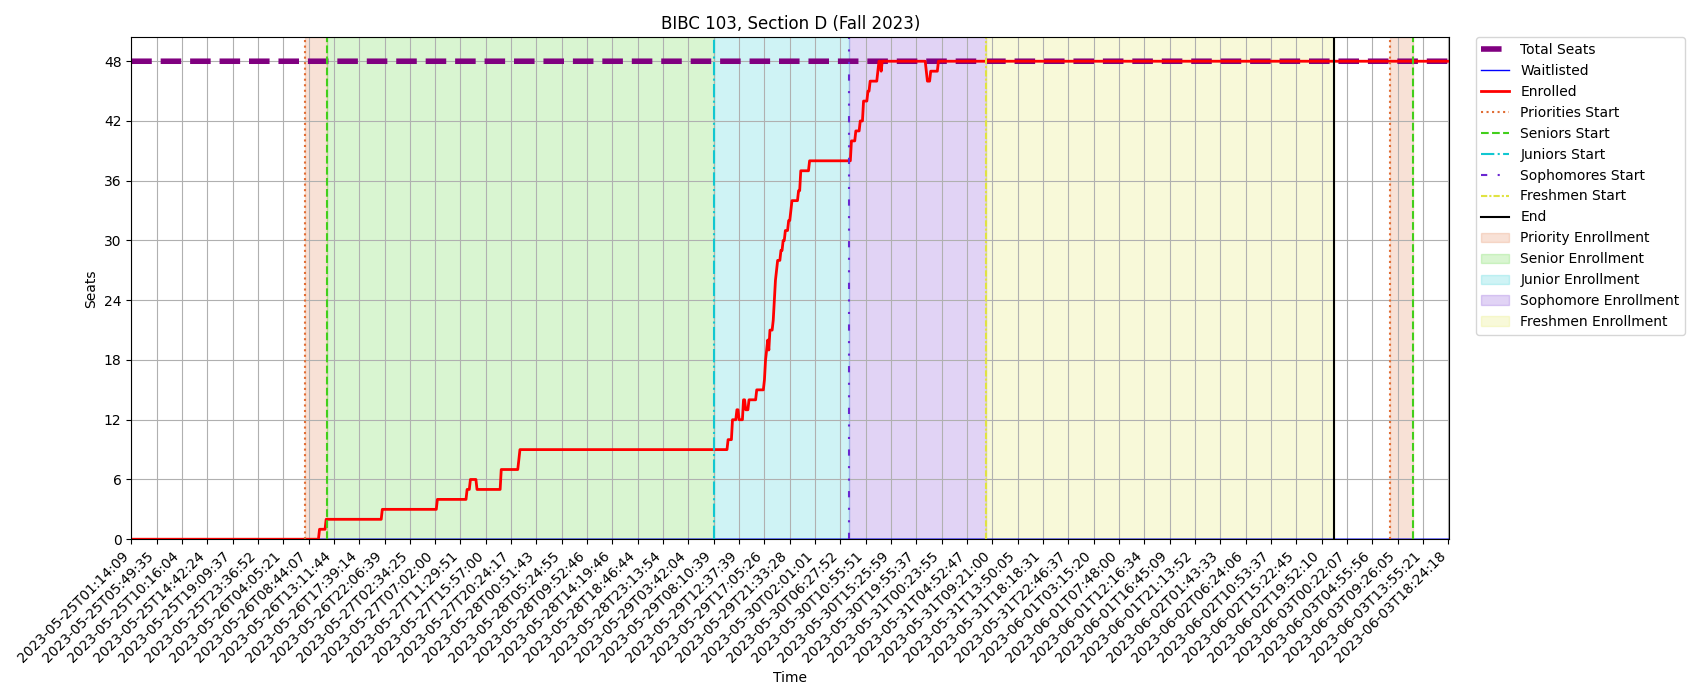 BIBC 103, Section D (Fall 2023)
Total Seats
Waitlisted
Enrolled
Priorities Start
Seniors Start
Juniors Start
Sophomores Start
Freshmen Start
End
Priority Enrollment
Senior Enrollment
Junior Enrollment
Sophomore Enrollment
Freshmen Enrollment
Seats
48
42
36
30
24
18
12
6
0
2023-05-25T01:14:09
2023-05-25T05:49:35
2023-05-25T10:16:04
2023-05-25T14:42:24
2023-05-25T19:09:37
2023-05-25T23:36:52
2023-05-26T04:05:21
2023-05-26T08:44:07
2023-05-26T13:11:44
2023-05-26T17:39:14
2023-05-26T22:06:39
2023-05-27T02:34:25
2023-05-27T07:02:00
2023-05-27T11:29:51
2023-05-27T15:57:00
2023-05-27T20:24:17
2023-05-28T00:51:43
2023-05-28T05:24:55
2023-05-28T09:52:46
2023-05-28T14:19:46
2023-05-28T18:46:44
2023-05-28T23:13:54
2023-05-29T03:42:04
2023-05-29T08:10:39
2023-05-29T12:37:39
2023-05-29T17:05:26
2023-05-29T21:33:28
2023-05-30T02:01:01
2023-05-30T06:27:52
2023-05-30T10:55:51
2023-05-30T15:25:59
2023-05-30T19:55:37
2023-05-31T00:23:55
2023-05-31T04:52:47
2023-05-31T09:21:00
2023-05-31T13:50:05
2023-05-31T18:18:31
2023-05-31T22:46:37
2023-06-01T03:15:20
2023-06-01T07:48:00
2023-06-01T12:16:34
2023-06-01T16:45:09
2023-06-01T21:13:52
2023-06-02T01:43:33
2023-06-02T06:24:06
2023-06-02T10:53:37
2023-06-02T15:22:45
2023-06-02T19:52:10
2023-06-03T00:22:07
2023-06-03T04:55:56
2023-06-03T09:26:05
2023-06-03T13:55:21
2023-06-03T18:24:18
Time